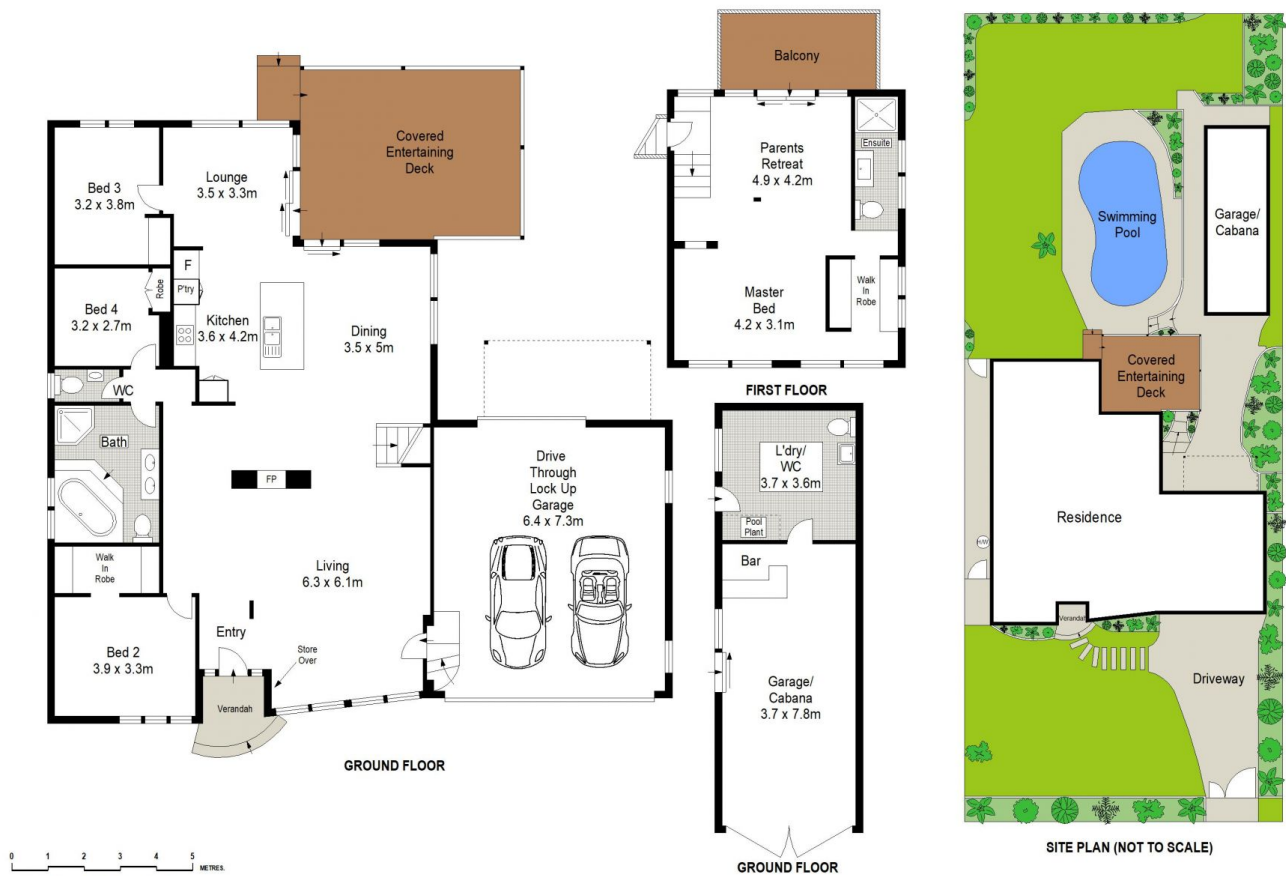 Bed 3
3.2 x 3.8m
Lounge
3.5 x 3.3m
Covered
Entertaining
Deck
F
P'try
Robe
Bed 4
3.2 x 2.7m
Kitchen
3.6 x 4.2m
Dining
3.5 x 5m
WC
Bath
FP
Drive
Through
Lock Up
Garage
6.4 x 7.3m
Walk
In
Robe
Living
6.3 x 6.1m
Bed 2
3.9 x 3.3m
Entry
Store
Over
Verandah
GROUND FLOOR
0 1 2 3 4 5
METRES.
Balcony
Parents
Retreat
4.9 x 4.2m
Ensuite
Master
Bed
4.2 x 3.1m
Walk
In
Robe
FIRST FLOOR
L'dry/
WC
3.7 x 3.6m
Pool
Plant
Bar
Garage/
Cabana
3.7 x 7.8m
GROUND FLOOR
Swimming
Pool
Garage/
Cabana
Covered
Entertaining
Deck
Residence
HW
Verandah
Driveway
SITE PLAN (NOT TO SCALE)